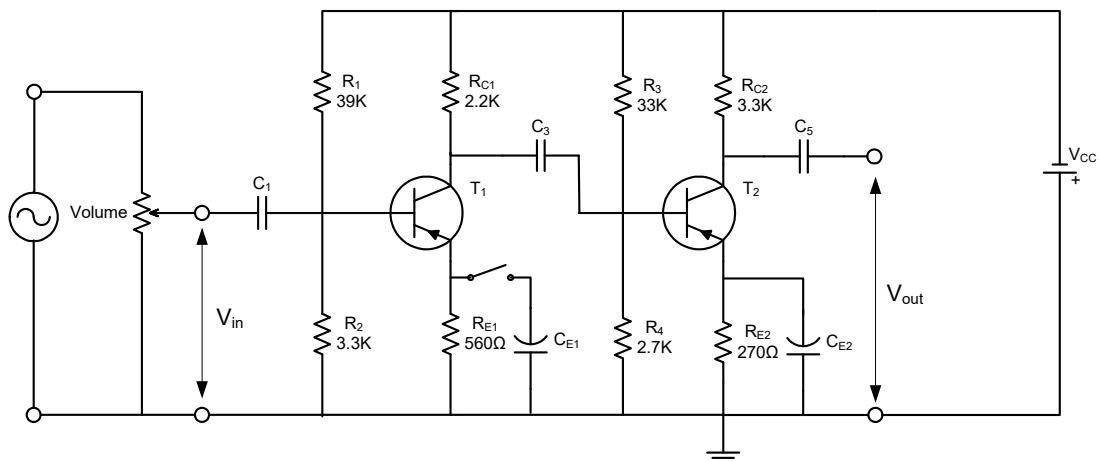 R1
39K
RC1
2.2K
R3
33K
RC2
3.3K
C3
C5
VCC
+
C1
T1
T2
Volume
Vin
Vout
R2
3.3K
RE1
560Ω
CE1
R4
2.7K
RE2
270Ω
CE2